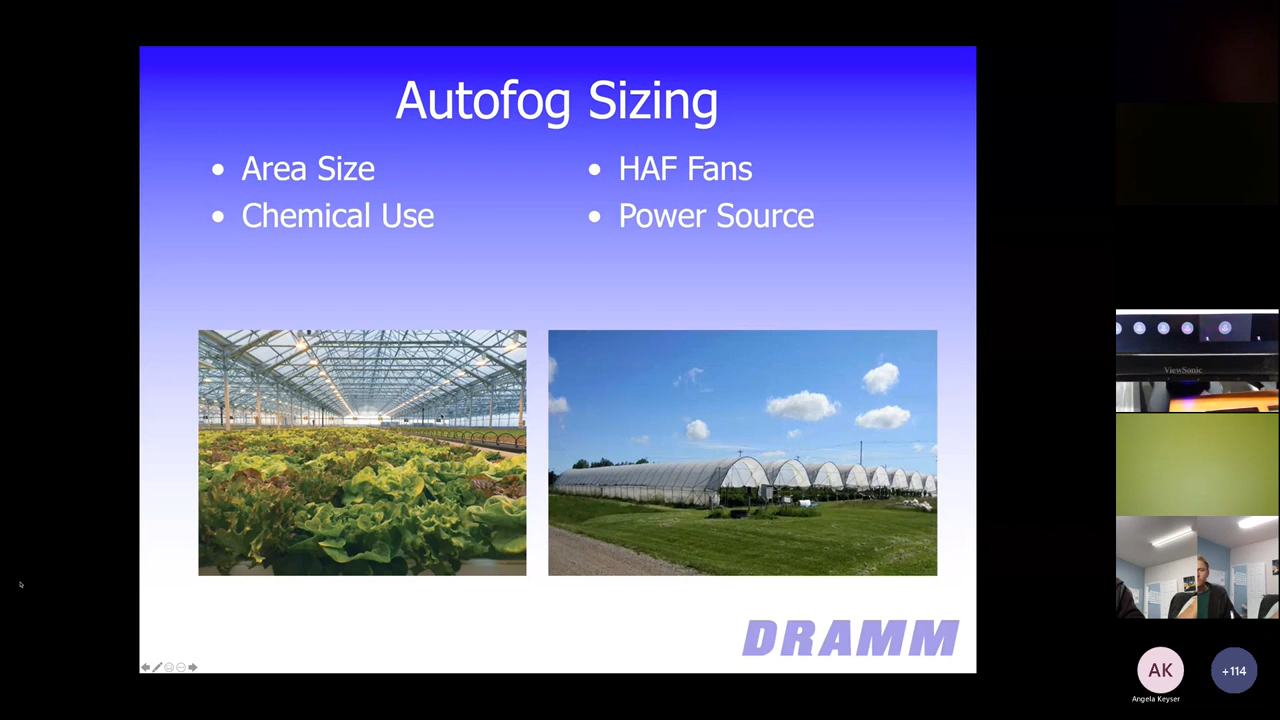 Autofog Sizing
• Area Size
• Chemical Use
• HAF Fans
• Power Source
DRAMM
ViewSonic
AK
Angela Keyser
+114